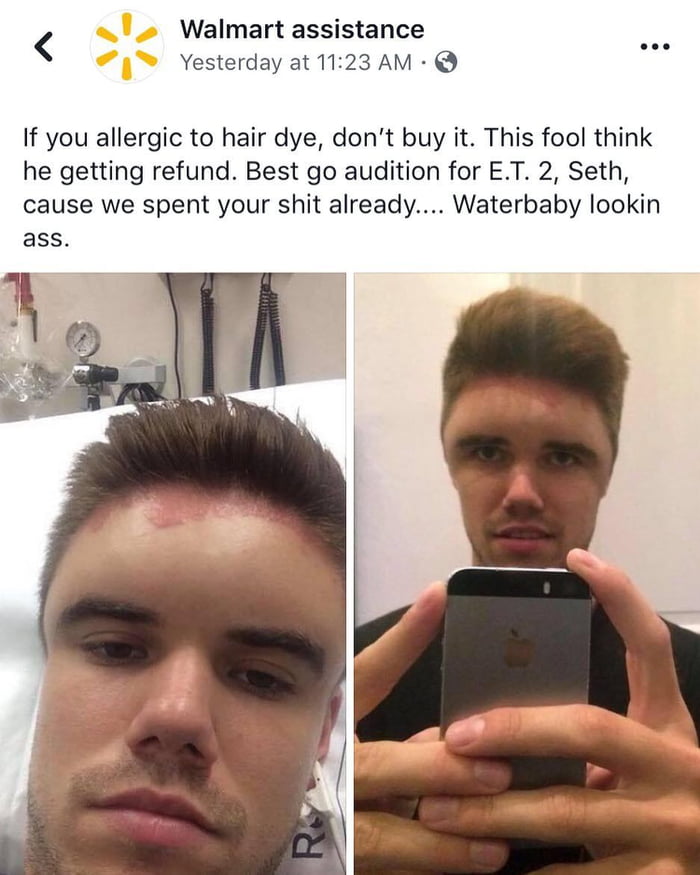 Walmart assistance
Yesterday at 11:23 AM ·
If you allergic to hair dye, don’t buy it. This fool think
he getting refund. Best go audition for E.T. 2, Seth,
cause we spent your shit already.... Waterbaby lookin
ass.
R